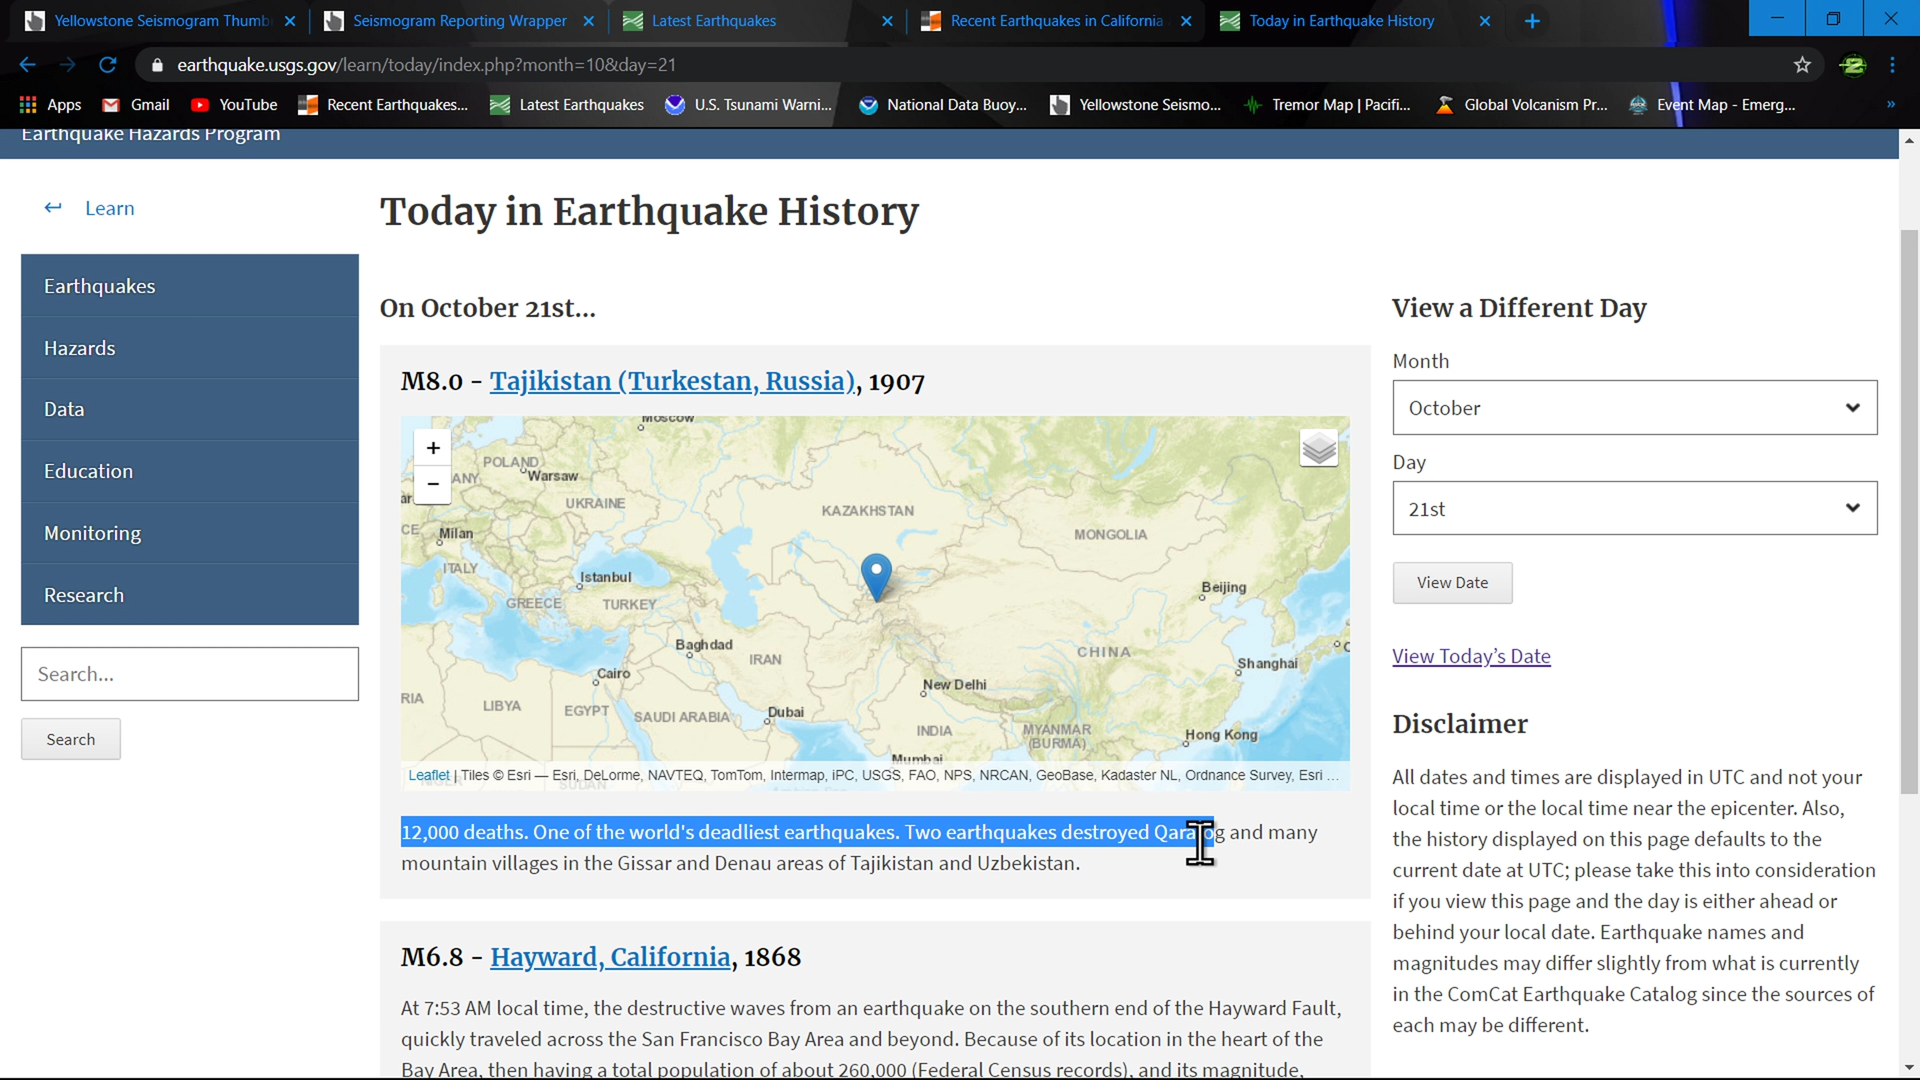 Yellowstone Seismogram Thumb
Seismogram Reporting Wrapper
Latest Earthquakes
Recent Earthquakes in California
Today in Earthquake History
earthquake.usgs.gov/learn/today/index.php?month=10&day=21
Apps
Gmail
YouTube
Recent Earthquakes...
Latest Earthquakes
U.S. Tsunami Warni...
National Data Buoy...
Yellowstone Seismo...
Tremor Map | Pacifi...
Global Volcanism Pr...
Event Map - Emerg...
Earthquake Hazards Program
Learn
Earthquakes
Hazards
Data
Education
Monitoring
Research
Search...
Search
Today in Earthquake History
On October 21st...
M8.0 - Tajikistan (Turkestan, Russia), 1907
+
−
Moscow
POLAND
Warsaw
ANY
UKRAINE
KAZAKHSTAN
MONGOLIA
CE
Milan
ITALY
Istanbul
GREECE
TURKEY
Beijing
Baghdad
IRAN
CHINA
Shanghai
Cairo
New Delhi
RIA
LIBYA
EGYPT
SAUDI ARABIA
Dubai
INDIA
MYANMAR
(BURMA)
Hong Kong
Mumbai
Leaflet | Tiles © Esri — Esri, DeLorme, NAVTEQ, TomTom, Intermap, iPC, USGS, FAO, NPS, NRCAN, GeoBase, Kadaster NL, Ordnance Survey, Esri ...
SUDAN
12,000 deaths. One of the world's deadliest earthquakes. Two earthquakes destroyed Qaratog and many
mountain villages in the Gissar and Denau areas of Tajikistan and Uzbekistan.
M6.8 - Hayward, California, 1868
At 7:53 AM local time, the destructive waves from an earthquake on the southern end of the Hayward Fault,
quickly traveled across the San Francisco Bay Area and beyond. Because of its location in the heart of the
Bay Area, then having a total population of about 260,000 (Federal Census records), and its magnitude,
View a Different Day
Month
October
Day
21st
View Date
View Today's Date
Disclaimer
All dates and times are displayed in UTC and not your
local time or the local time near the epicenter. Also,
the history displayed on this page defaults to the
current date at UTC; please take this into consideration
if you view this page and the day is either ahead or
behind your local date. Earthquake names and
magnitudes may differ slightly from what is currently
in the ComCat Earthquake Catalog since the sources of
each may be different.